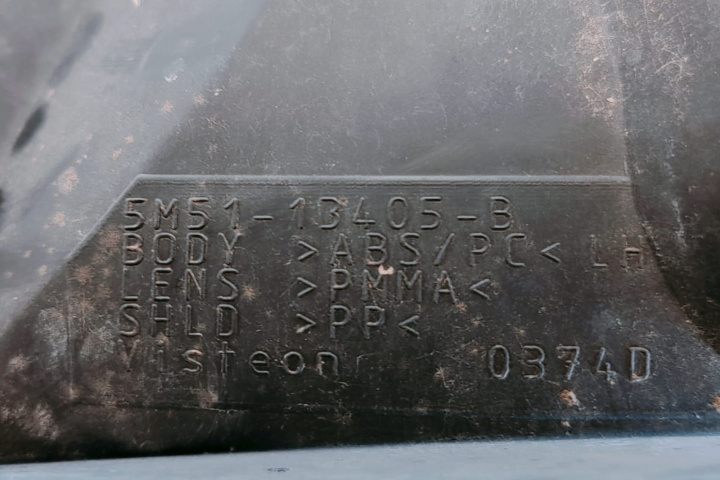 5M51-13405-B
BODY >ABS/PC< LH
LENS >PMMA<
SHLD >PP<
Visteon 0374D